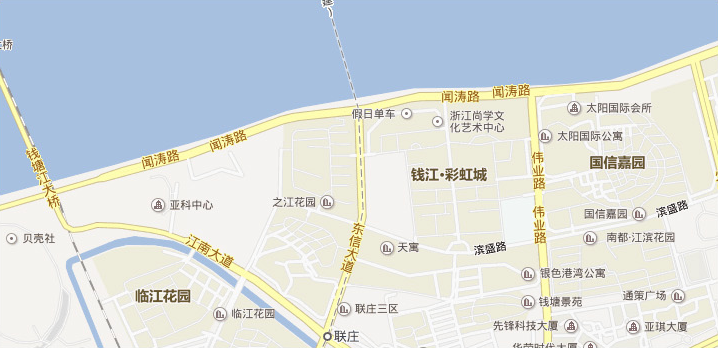 闻涛路
闻涛路
假日单车
浙江尚学文
化艺术中心
太阳国际会所
太阳国际公寓
闻涛路
闻涛路
钱塘江大桥
钱江·彩虹城
伟业路
国信嘉园
之江花园
亚科中心
伟业路
国信嘉园
滨盛路
贝壳社
江南大道
东信大道
天寓
滨盛路
南都·江滨花园
银色港湾公寓
临江花园
临江花园
联庄三区
钱塘景苑
通策广场
联庄
先锋科技大厦
亚琪大厦